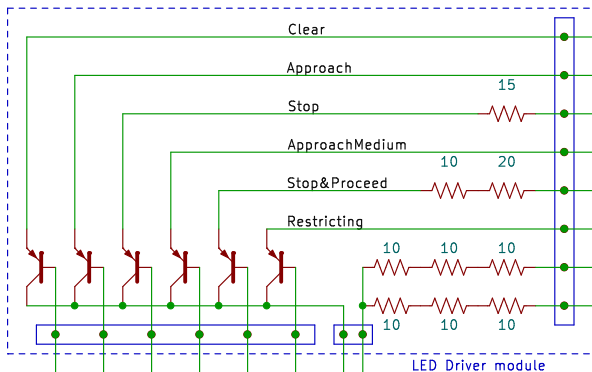 Clear
Approach
15
Stop
ApproachMedium
10 20
Stop&Proceed
Restricting
10 10 10
10 10 10
LED Driver module